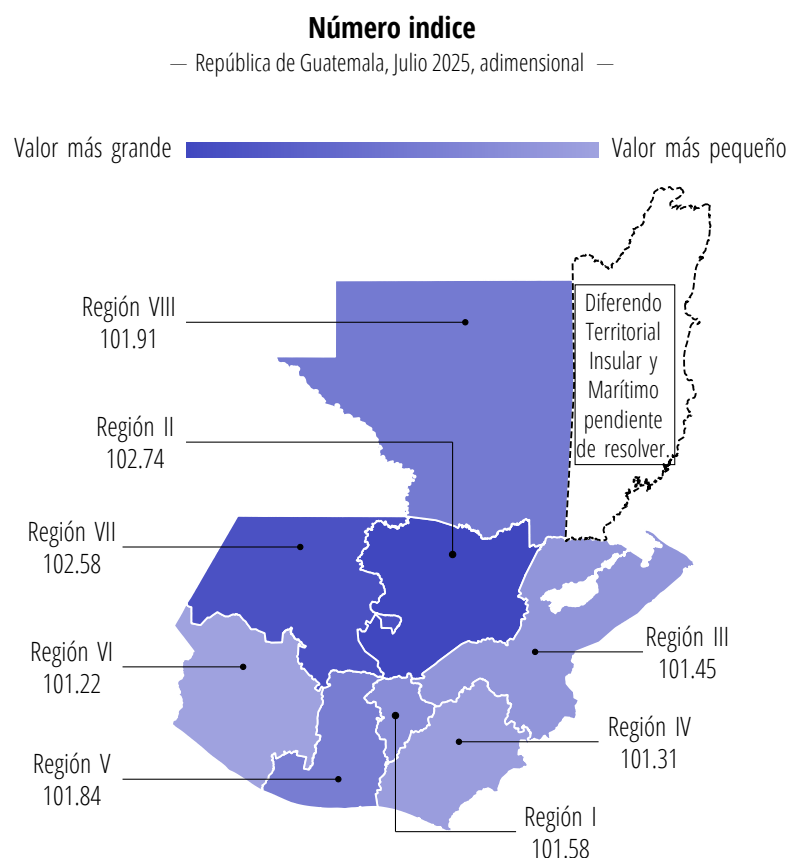 Número indice
— República de Guatemala, Julio 2025, adimensional —
Valor más grande
Valor más pequeño
Diferendo
Territorial
Insular y
Marítimo
pendiente
de resolver.
Región VIII
101.91
Región II
102.74
Región VII
102.58
Región VI
101.22
Región III
101.45
Región IV
101.31
Región V
101.84
Región I
101.58